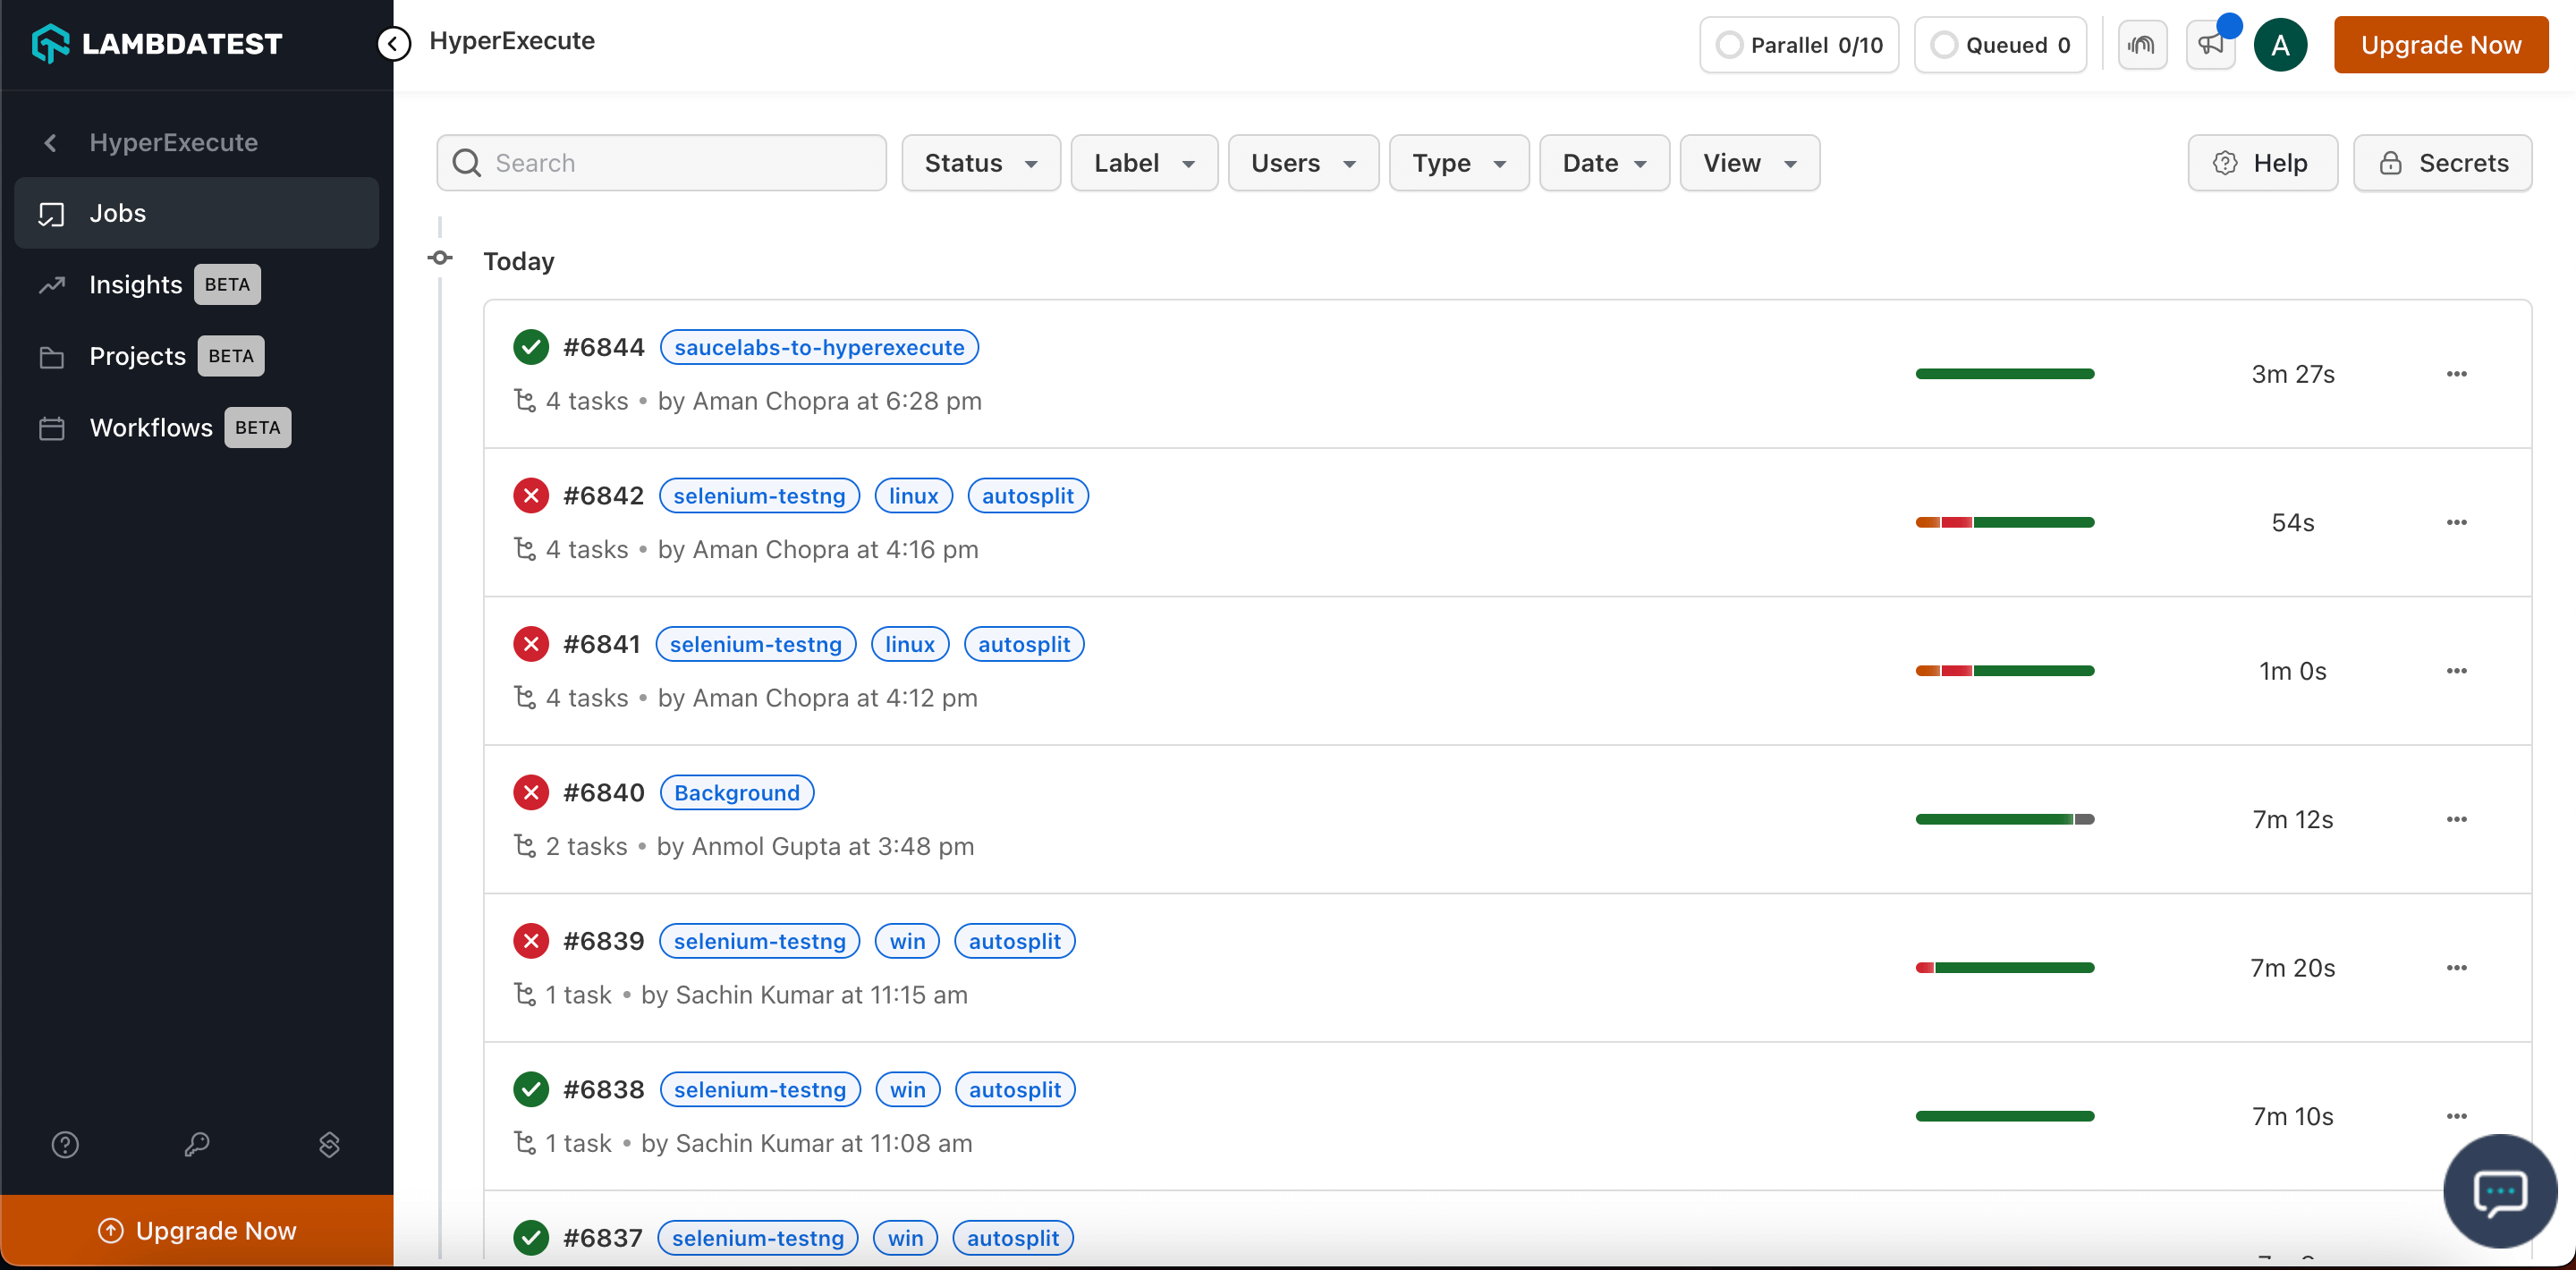 LAMBDATEST
HyperExecute
Parallel 0/10
Queued 0
A
Upgrade Now
HyperExecute
Jobs
Insights BETA
Projects BETA
Workflows BETA
Upgrade Now
Search
Status
Label
Users
Type
Date
View
Help
Secrets
Today
#6844 saucelabs-to-hyperexecute
4 tasks • by Aman Chopra at 6:28 pm
3m 27s
#6842 selenium-testng linux autosplit
4 tasks • by Aman Chopra at 4:16 pm
54s
#6841 selenium-testng linux autosplit
4 tasks • by Aman Chopra at 4:12 pm
1m 0s
#6840 Background
2 tasks • by Anmol Gupta at 3:48 pm
7m 12s
#6839 selenium-testng win autosplit
1 task • by Sachin Kumar at 11:15 am
7m 20s
#6838 selenium-testng win autosplit
1 task • by Sachin Kumar at 11:08 am
7m 10s
#6837 selenium-testng win autosplit